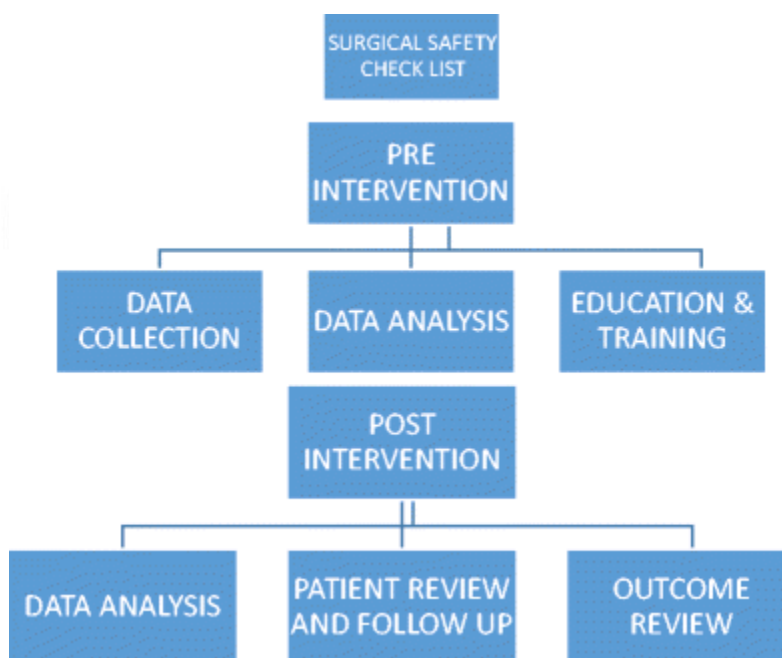 SURGICAL SAFETY
CHECK LIST
PRE
INTERVENTION
DATA
COLLECTION
DATA ANALYSIS
EDUCATION &
TRAINING
POST
INTERVENTION
DATA ANALYSIS
PATIENT REVIEW
AND FOLLOW UP
OUTCOME
REVIEW